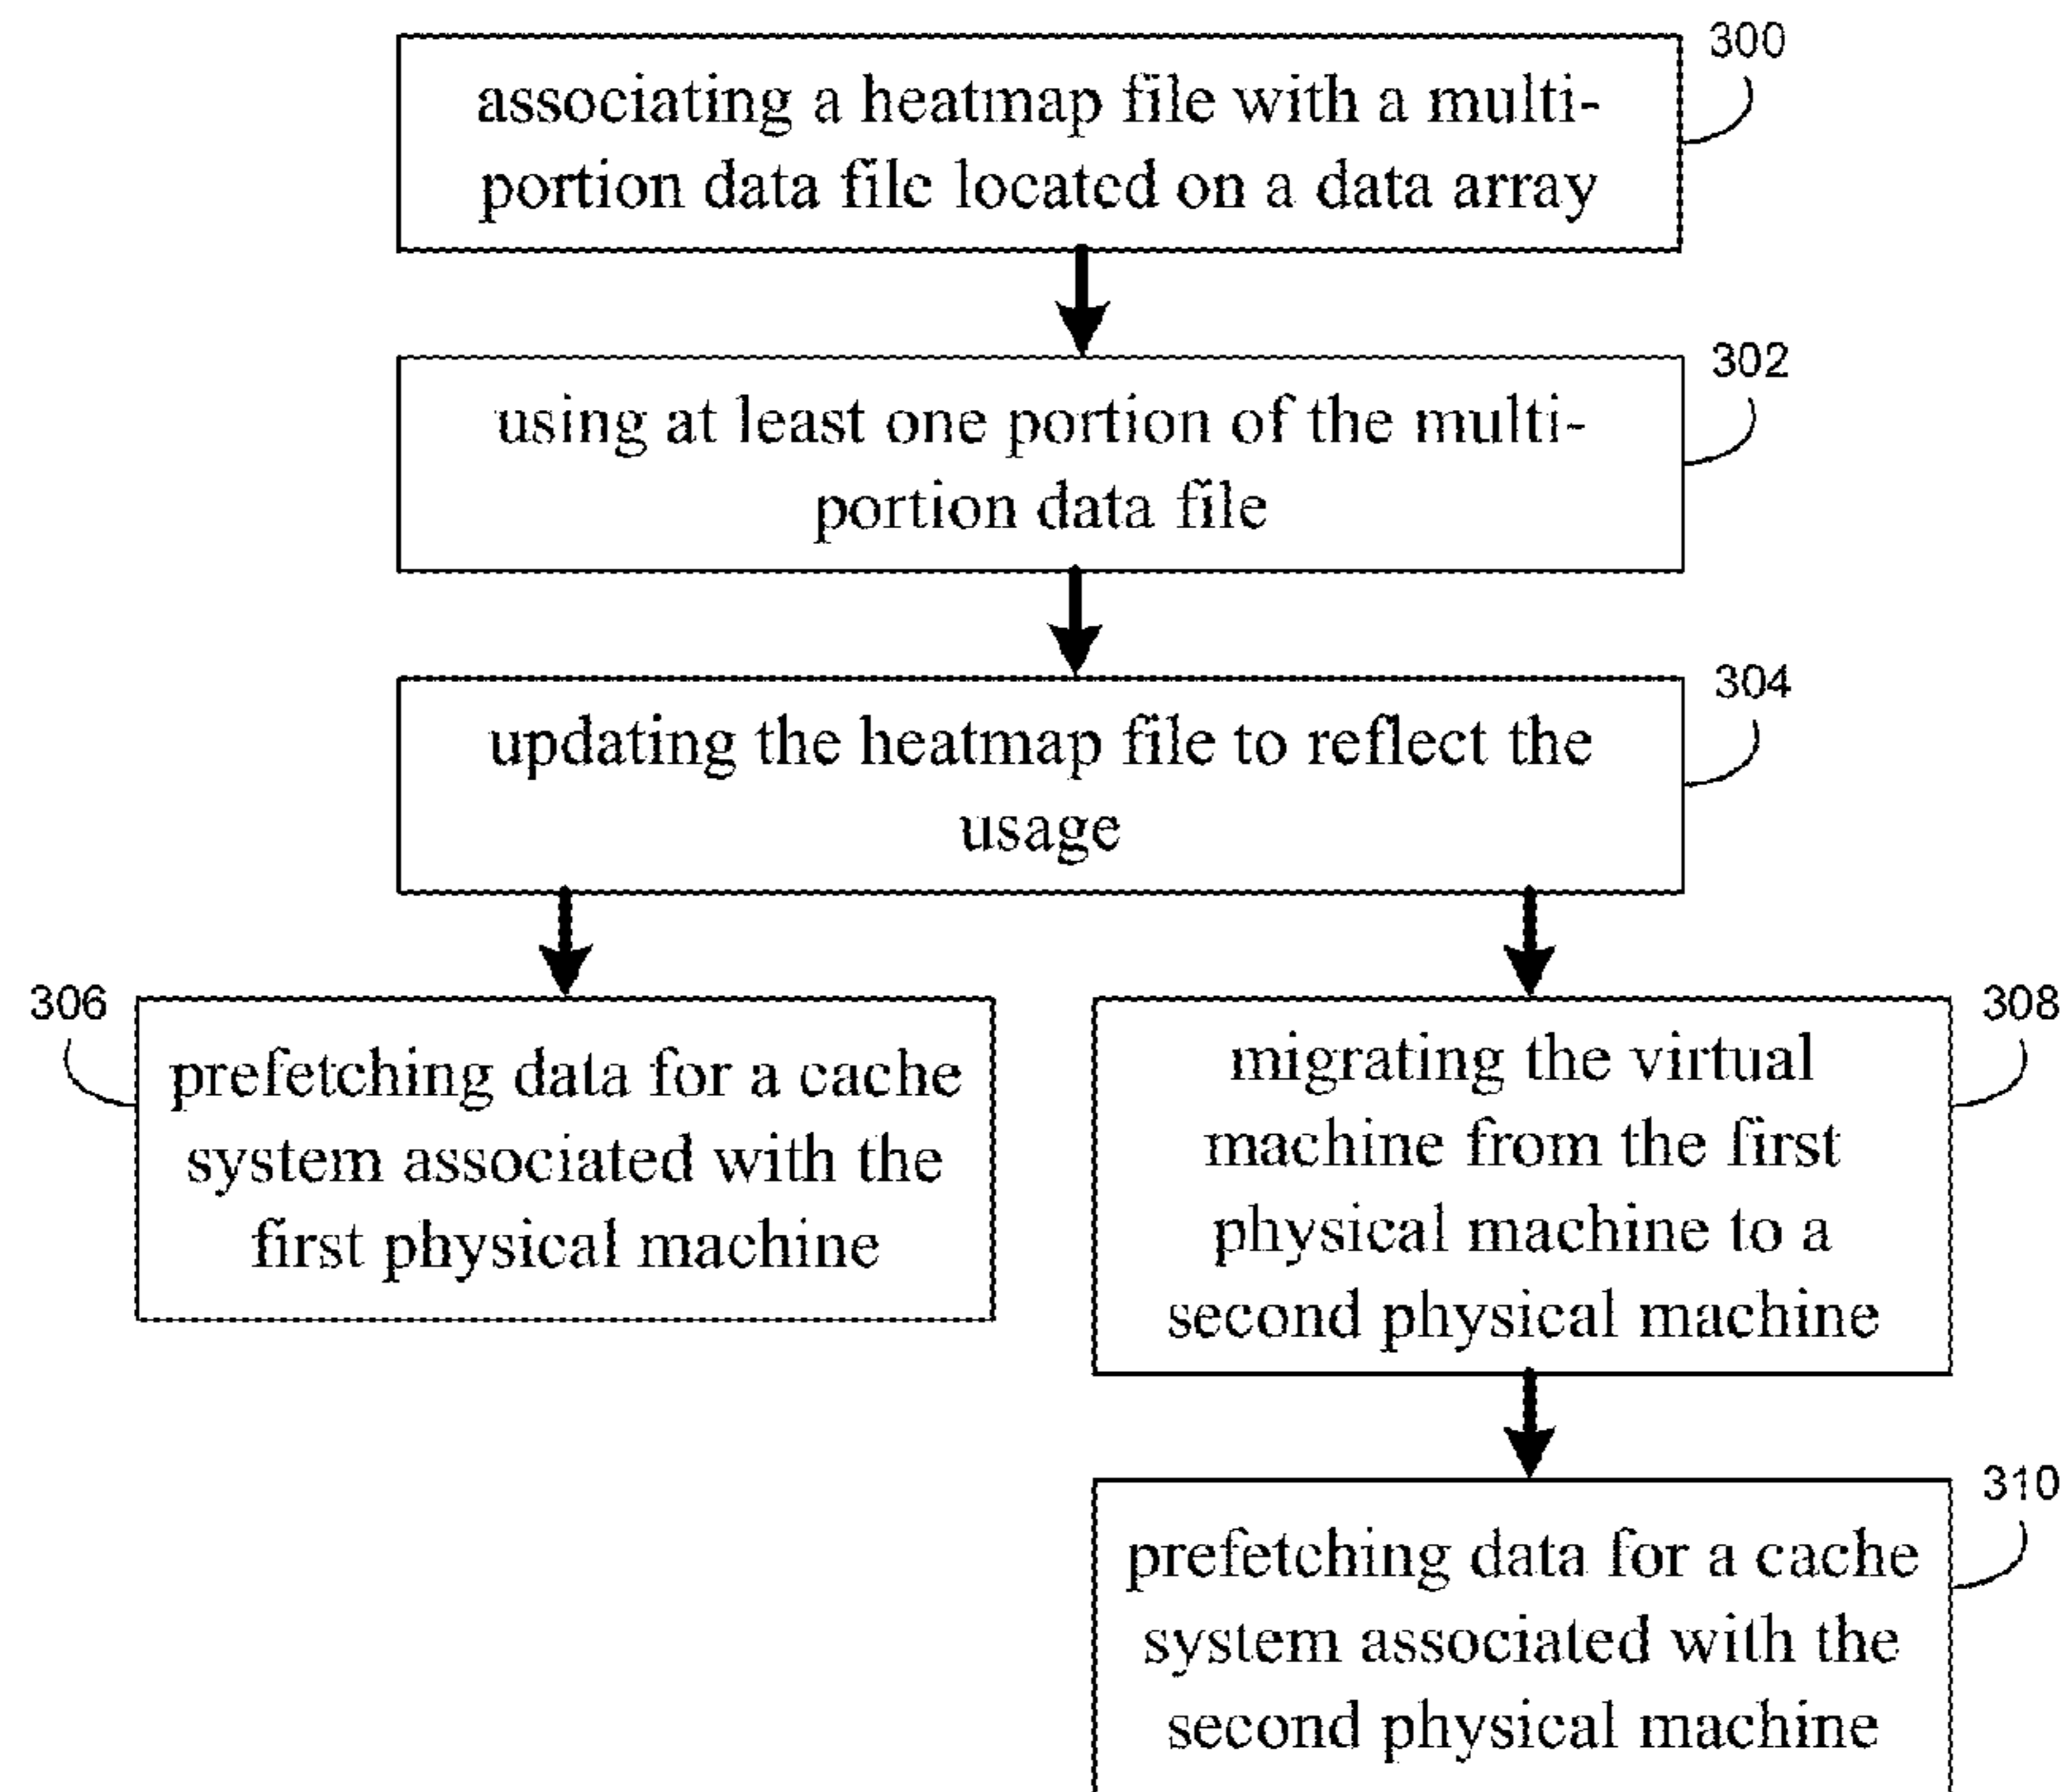 300
associating a heatmap file with a multi-
portion data file located on a data array
302
using at least one portion of the multi-
portion data file
304
updating the heatmap file to reflect the
usage
306
prefetching data for a cache
system associated with the
first physical machine
308
migrating the virtual
machine from the first
physical machine to a
second physical machine
310
prefetching data for a cache
system associated with the
second physical machine